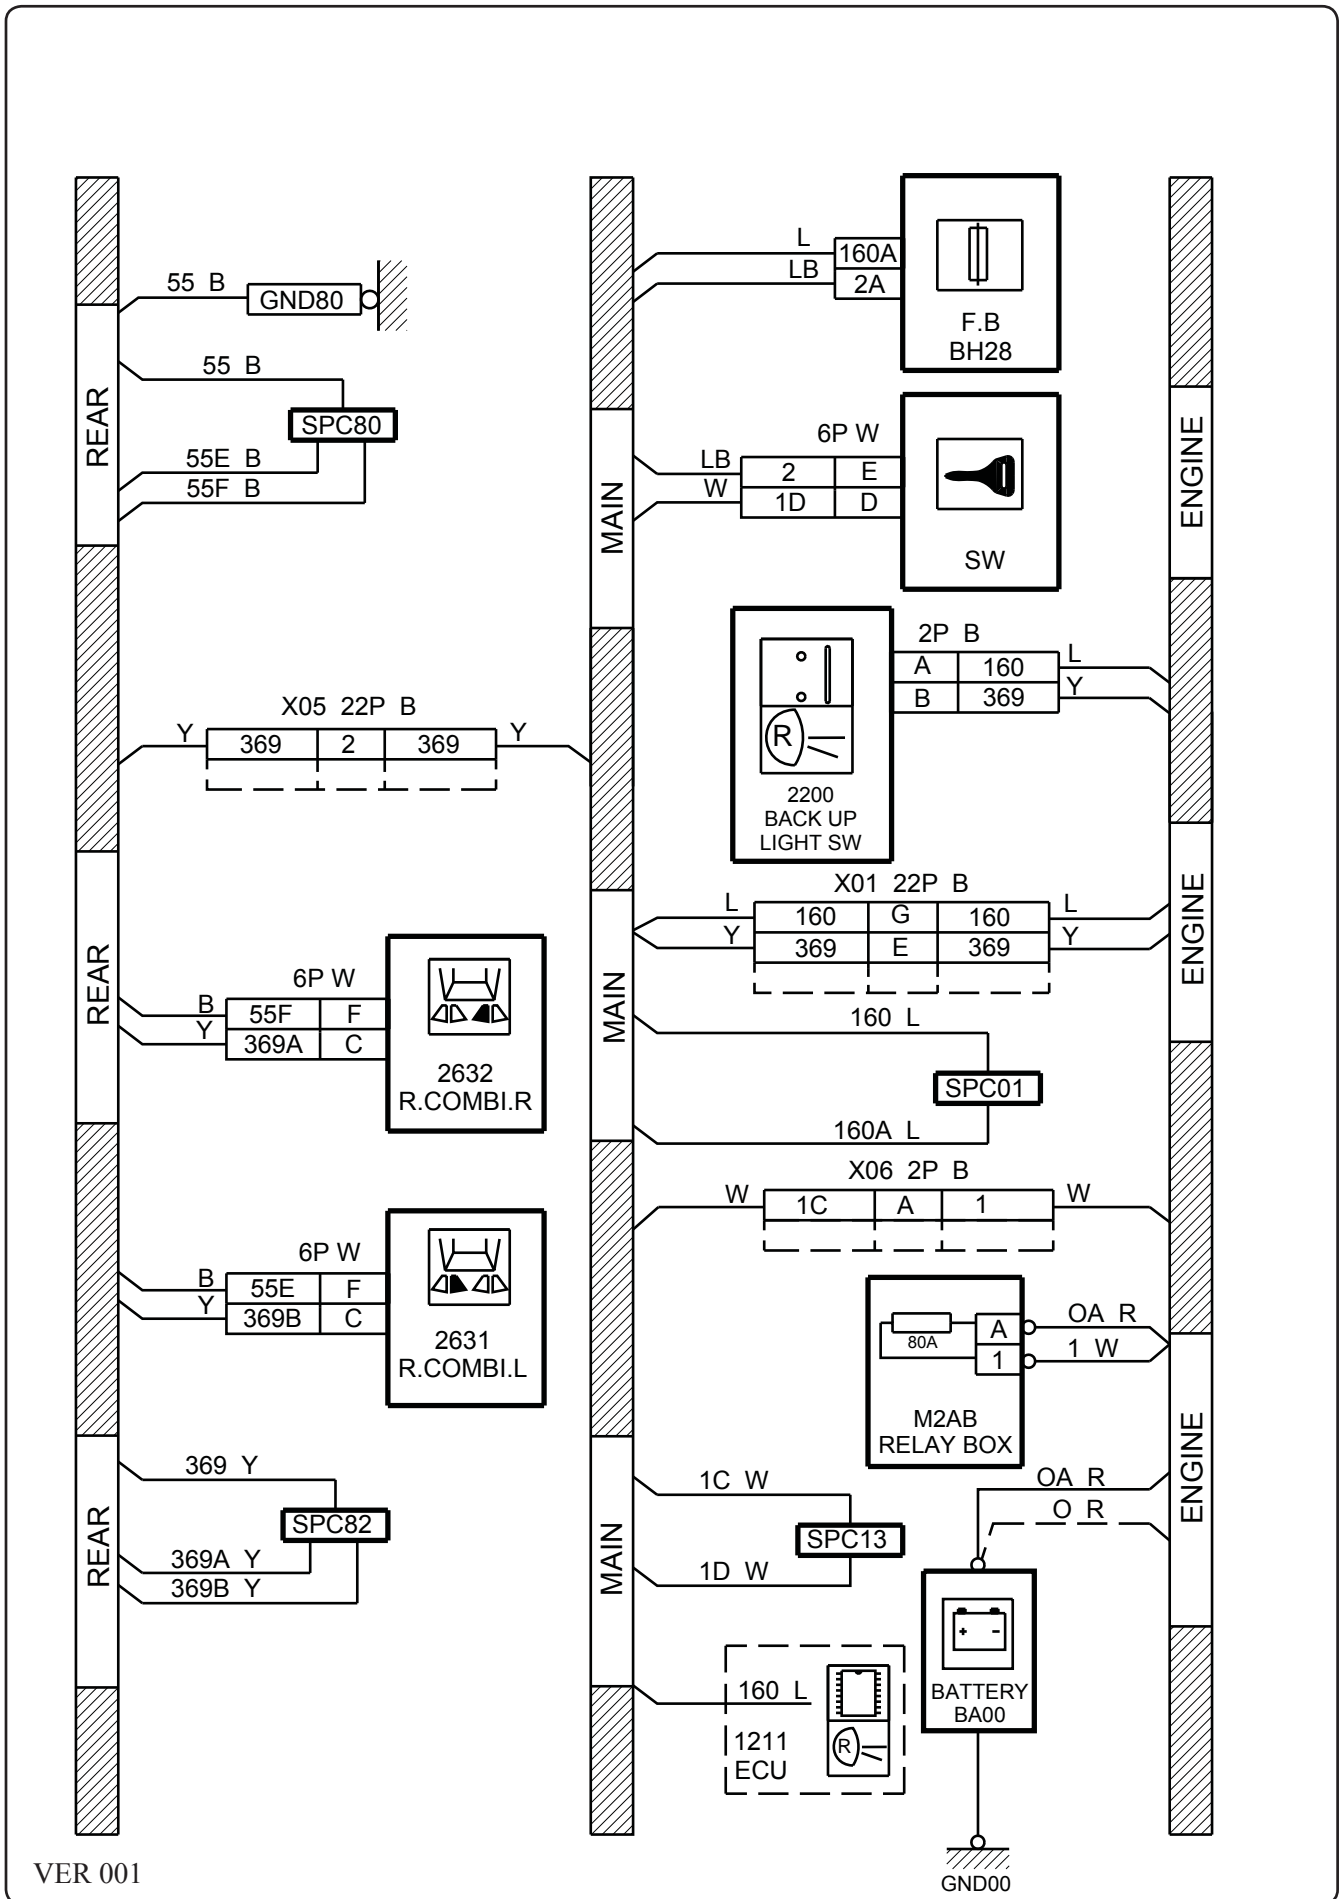 55 B
GND80
55 B
SPC80
55E B
55F B
REAR
X05 22P B
Y 369 2 369 Y
REAR
6P W
B 55F F
Y 369A C
2632
R.COMBI.R
6P W
B 55E F
Y 369B C
2631
R.COMBI.L
369 Y
SPC82
369A Y
369B Y
REAR
MAIN
L 160A
LB 2A
F.B
BH28
6P W
LB 2 E
W 1D D
SW
2P B
A 160 L
B 369 Y
R
2200
BACK UP
LIGHT SW
MAIN
X01 22P B
L 160 G 160 L
Y 369 E 369 Y
160 L
SPC01
160A L
X06 2P B
W 1C A 1 W
80A
A OA R
1 1 W
M2AB
RELAY BOX
MAIN
1C W
SPC13
1D W
OA R
O R
+ -
BATTERY
BA00
160 L
1211
ECU
R
GND00
ENGINE
ENGINE
ENGINE
VER 001